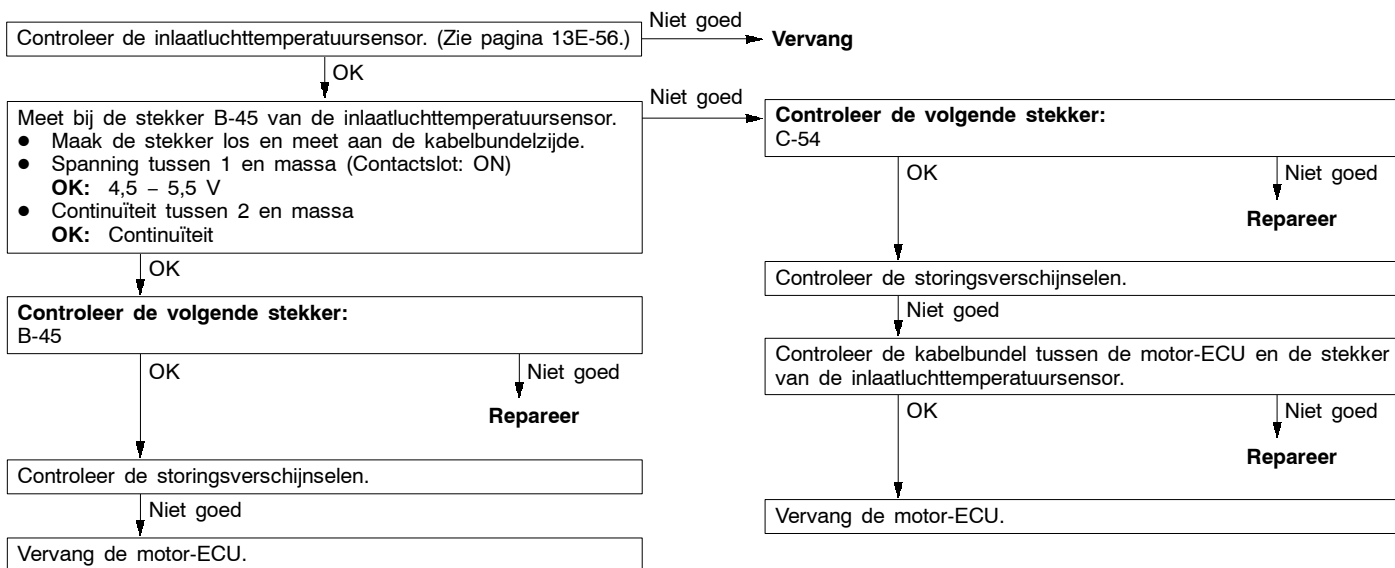 Controleer de inlaatluchttemperatuursensor. (Zie pagina 13E-56.)
Niet goed
Vervang
OK
Meet bij de stekker B-45 van de inlaatluchttemperatuursensor.
● Maak de stekker los en meet aan de kabelbundelzijde.
● Spanning tussen 1 en massa (Contactslot: ON)
OK: 4,5 – 5,5 V
● Continuïteit tussen 2 en massa
OK: Continuïteit
Niet goed
OK
Controleer de volgende stekker:
B-45
OK
Niet goed
Repareer
Controleer de storingsverschijnselen.
Niet goed
Vervang de motor-ECU.
Controleer de volgende stekker:
C-54
OK
Niet goed
Repareer
Controleer de storingsverschijnselen.
Niet goed
Controleer de kabelbundel tussen de motor-ECU en de stekker
van de inlaatluchttemperatuursensor.
OK
Niet goed
Repareer
Vervang de motor-ECU.